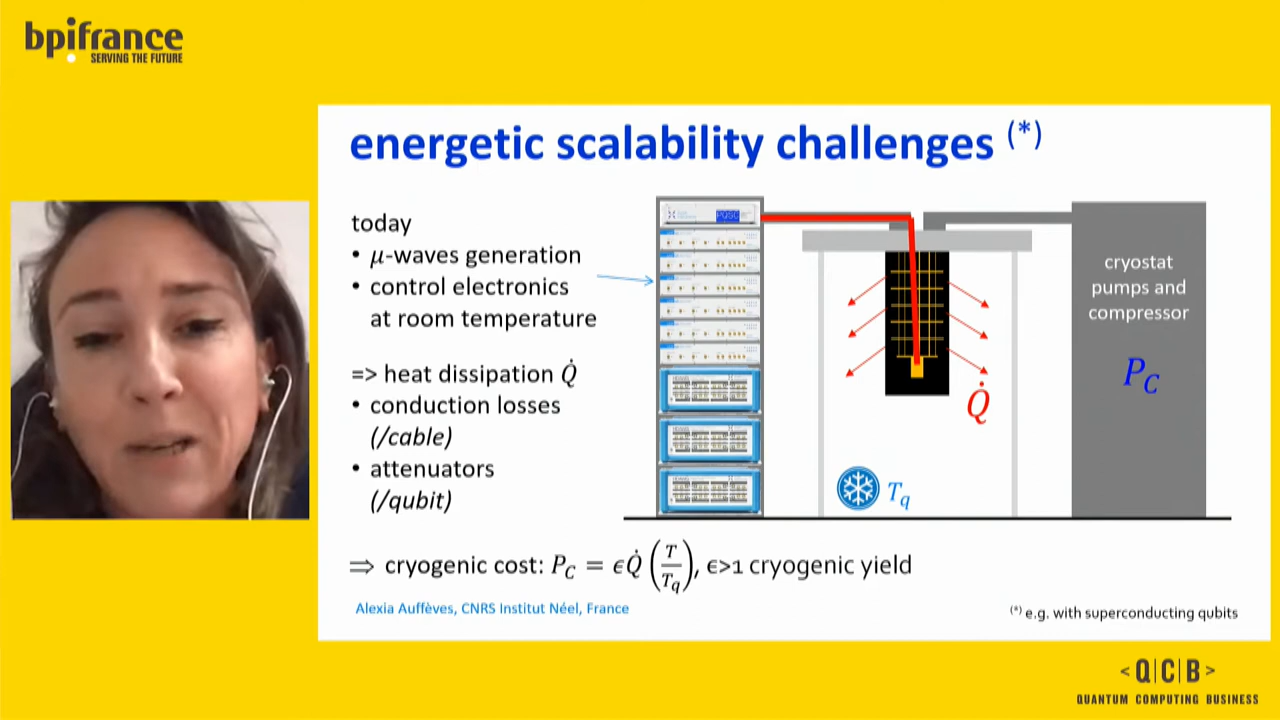 bpifrance
SERVING THE FUTURE
energetic scalability challenges (*)
today
• μ-waves generation
• control electronics
at room temperature
=> heat dissipation Q̇
• conduction losses
(/cable)
• attenuators
(/qubit)
PQSC
cryostat
pumps and
compressor
P_C
Q̇
T_q
⇒ cryogenic cost: P_C = ϵQ̇ (T/T_q), ϵ>1 cryogenic yield
Alexia Auffèves, CNRS Institut Néel, France
(*) e.g. with superconducting qubits
<Q|C|B>
QUANTUM COMPUTING BUSINESS